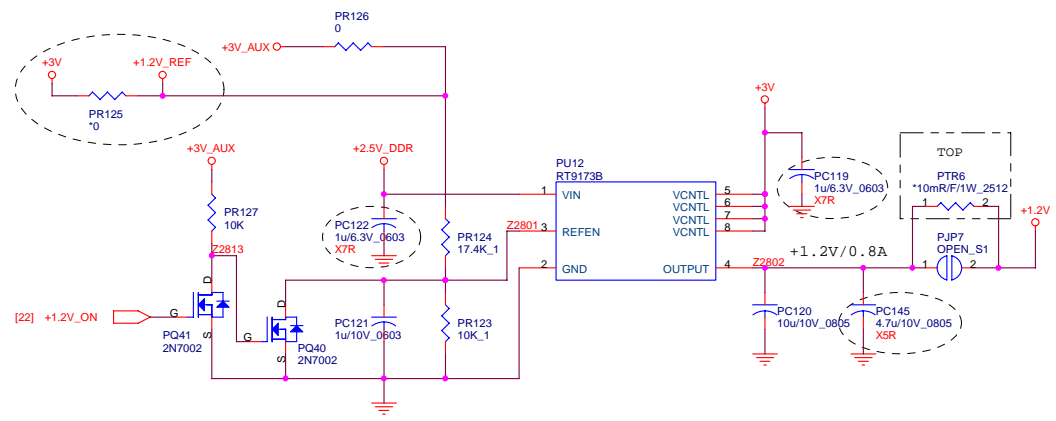 PR126
0
+3V_AUX
+3V
+1.2V_REF
PR125
*0
+3V_AUX
PR127
10K
Z2813
D
G
S
[22] +1.2V_ON
PQ41
2N7002
D
G
S
PQ40
2N7002
+2.5V_DDR
PC122
1u/6.3V_0603
X7R
PC121
1u/10V_0603
PR124
17.4K_1
PR123
10K_1
Z2801
PU12
RT9173B
1 VIN
3 REFEN
2 GND
VCNTL 5
VCNTL 6
VCNTL 7
VCNTL 8
OUTPUT 4
+3V
PC119
1u/6.3V_0603
X7R
TOP
PTR6
*10mR/F/1W_2512
1 2
+1.2V
PJP7
OPEN_S1
1 2
+1.2V/0.8A
Z2802
PC120
10u/10V_0805
PC145
4.7u/10V_0805
X5R